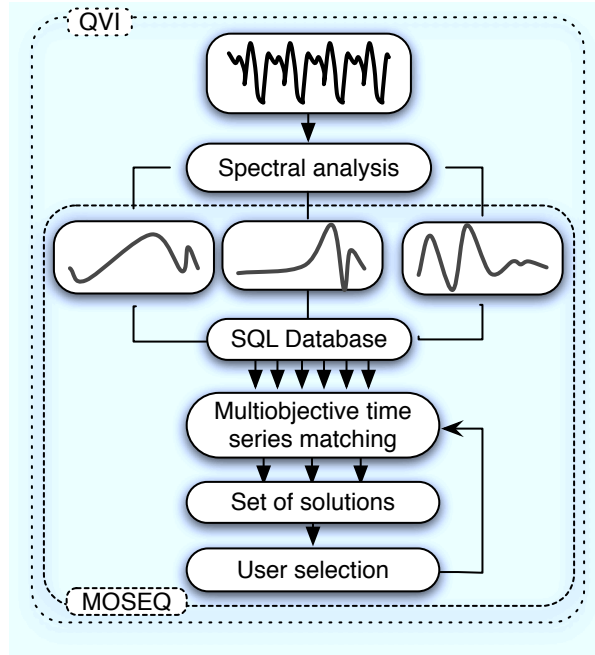 QVI
Spectral analysis
SQL Database
Multiobjective time
series matching
Set of solutions
User selection
MOSEQ